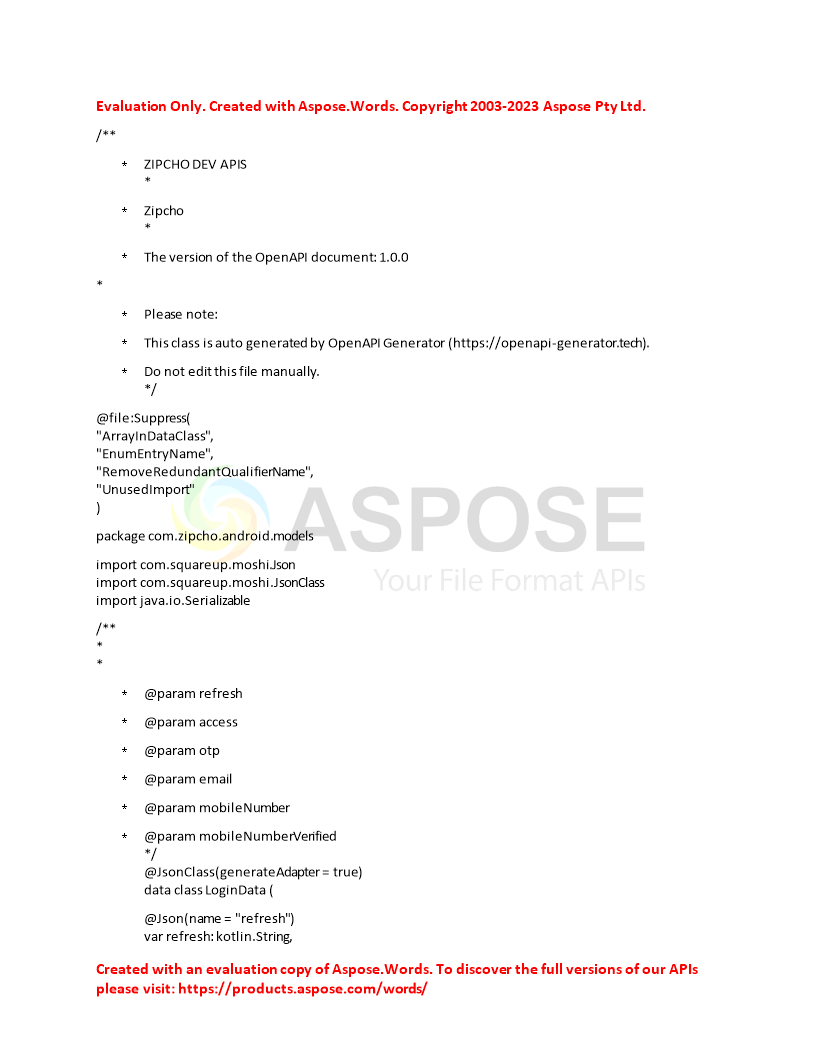 Evaluation Only. Created with Aspose.Words. Copyright 2003-2023 Aspose Pty Ltd.
/**
* ZIPCHO DEV APIS
*
* Zipcho
*
* The version of the OpenAPI document: 1.0.0
*
* Please note:
* This class is auto generated by OpenAPI Generator (https://openapi-generator.tech).
* Do not edit this file manually.
*/
@file:Suppress(
"ArrayInDataClass",
"EnumEntryName",
"RemoveRedundantQualifierName",
"UnusedImport"
)
ASPOSE
package com.zipcho.android.models
import com.squareup.moshi.Json
Your File Format APIs
import com.squareup.moshi.JsonClass
import java.io.Serializable
/**
*
*
* @param refresh
* @param access
* @param otp
* @param email
* @param mobileNumber
* @param mobileNumberVerified
*/
@JsonClass(generateAdapter = true)
data class LoginData (
@Json(name = "refresh")
var refresh: kotlin.String,
Created with an evaluation copy of Aspose.Words. To discover the full versions of our APIs
please visit: https://products.aspose.com/words/